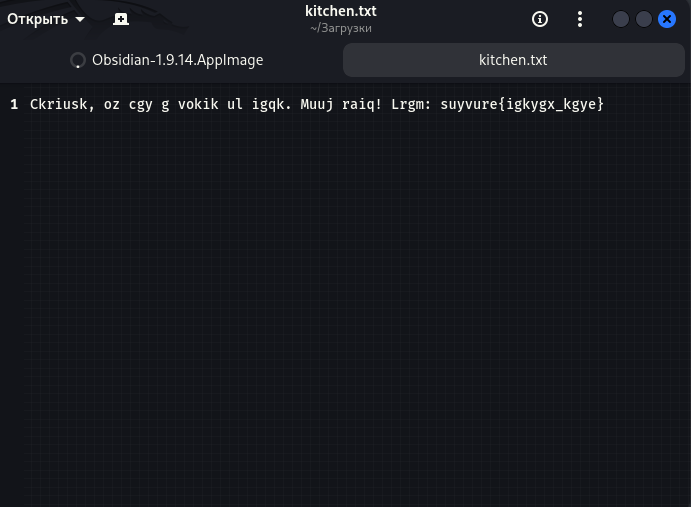 Открыть
kitchen.txt
~/Загрузки
Obsidian-1.9.14.AppImage
kitchen.txt
1 Ckriusk, oz cgy g vokik ul igqk. Muuj raiq! Lrgm: suyvure{igkygx_kgye}